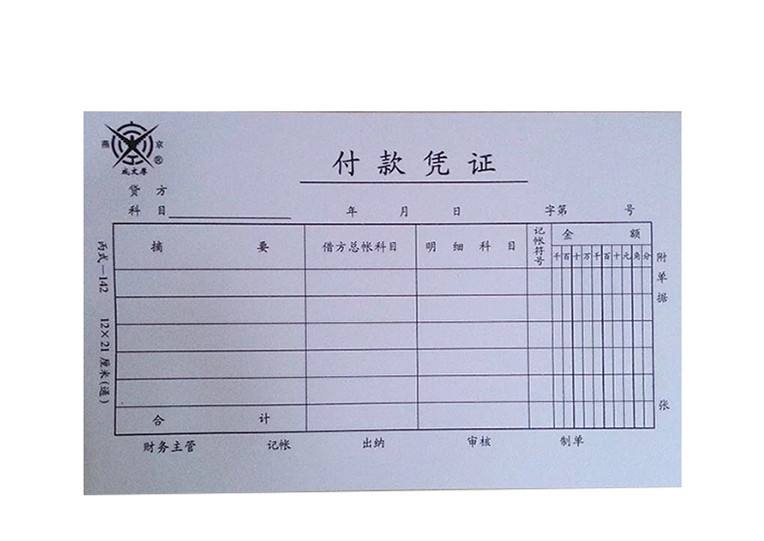 燕 京 ®
成文厚
付款凭证
贷方
科目 年 月 日 字第 号
摘要 借方总帐科目 明细科目 记帐符号 金额
千百十万千百十元角分
附单据 张
合计
财务主管 记帐 出纳 审核 制单
丙式—142 12×21厘米(通)